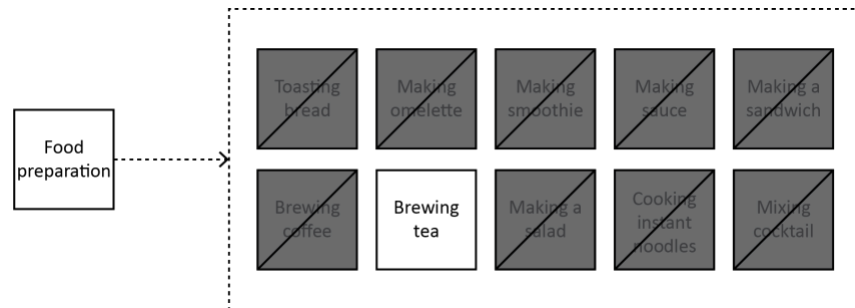 Toasting
bread
Making
omelette
Making
smoothie
Making
sauce
Making a
sandwich
Food
preparation
Brewing
coffee
Brewing
tea
Making a
salad
Cooking
instant
noodles
Mixing
cocktail